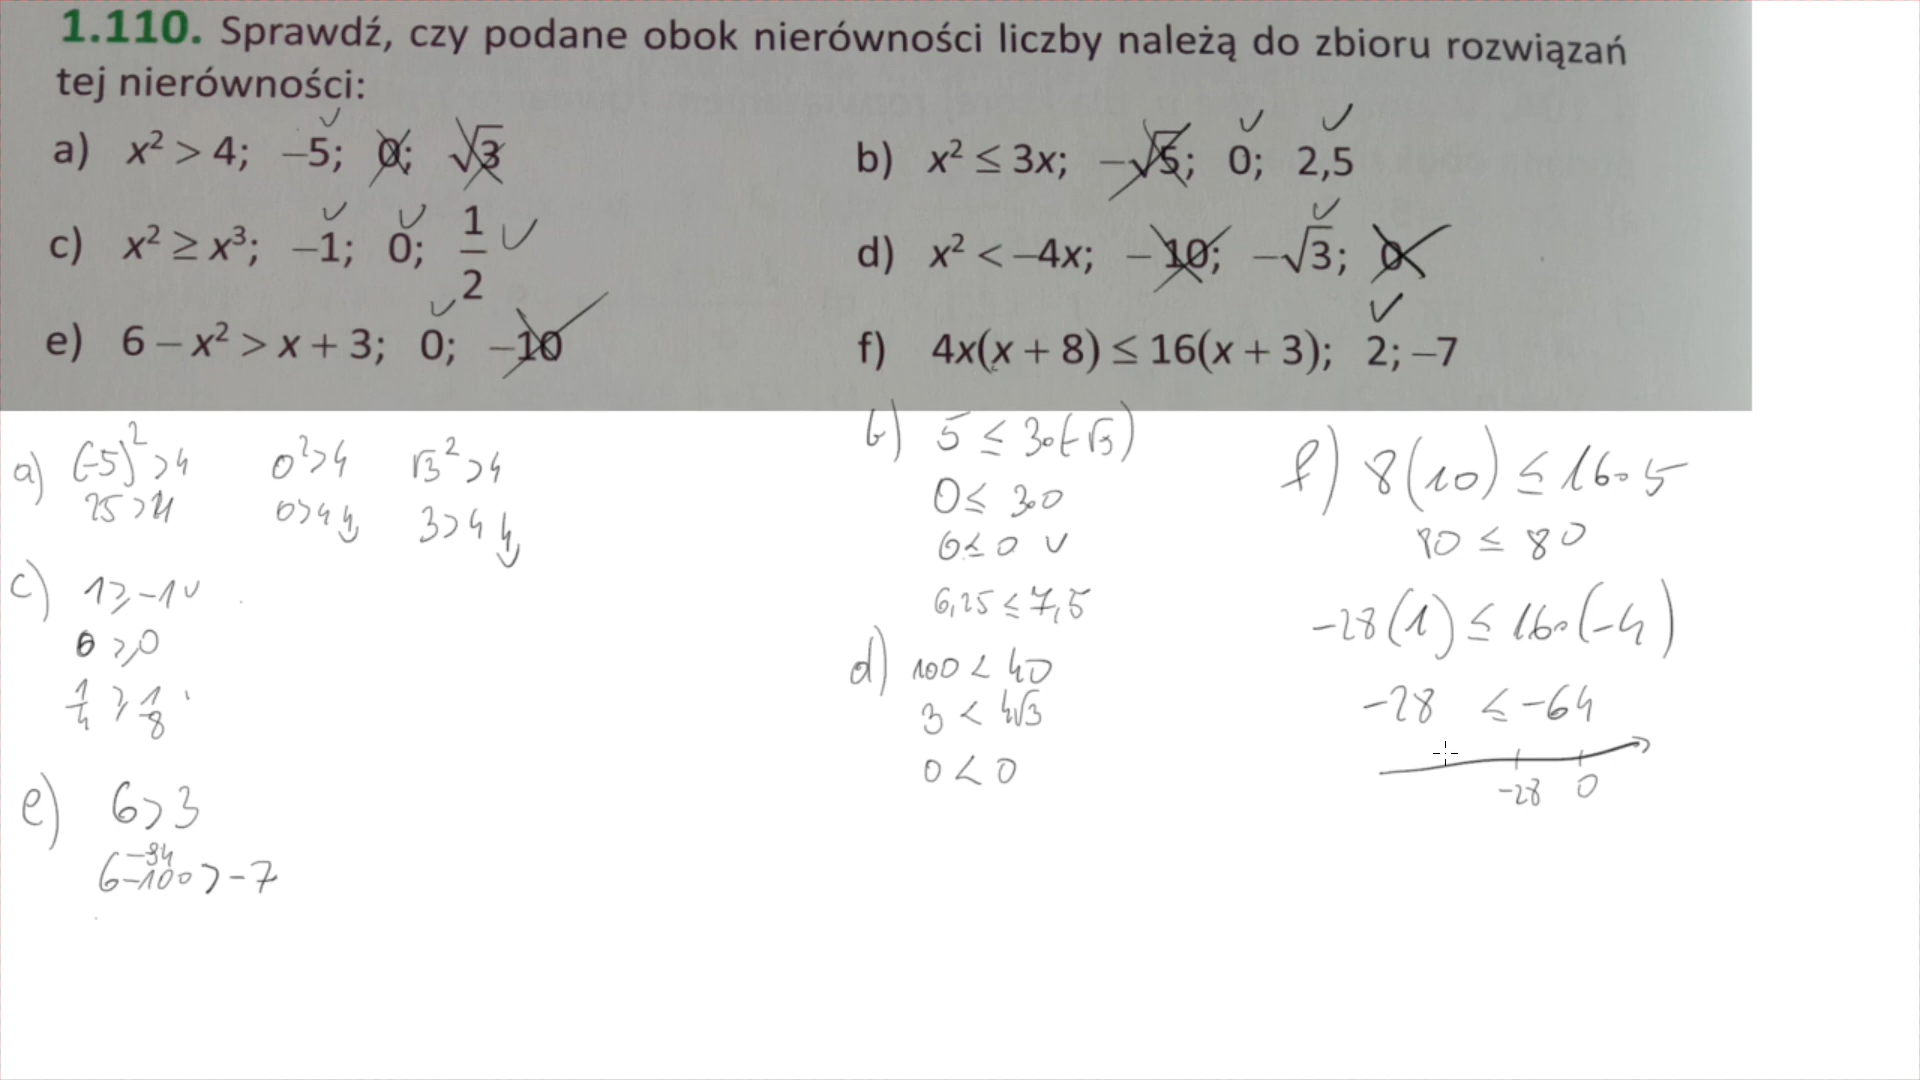 1.110. Sprawdź, czy podane obok nierówności liczby należą do zbioru rozwiązań
tej nierówności:
a) x² > 4; −5; 0; √3
b) x² ≤ 3x; −√5; 0; 2,5
c) x² ≥ x³; −1; 0; 1/2
d) x² < −4x; −10; −√3; 0
e) 6 − x² > x + 3; 0; −10
f) 4x(x + 8) ≤ 16(x + 3); 2; −7
a) (−5)² > 4 0² > 4 √3² > 4
25 > 4 0 > 4 3 > 4
c) 1 ≥ −1
0 ≥ 0
1/4 ≥ 1/8
e) 6 > 3
−94
6−100 > −7
b) 5 ≤ 3·(−√5)
0 ≤ 3·0
0 ≤ 0
6,25 ≤ 7,5
d) 100 < 40
3 < 4√3
0 < 0
f) 8(10) ≤ 16·5
80 ≤ 80
−28(1) ≤ 16·(−4)
−28 ≤ −64
−28 0